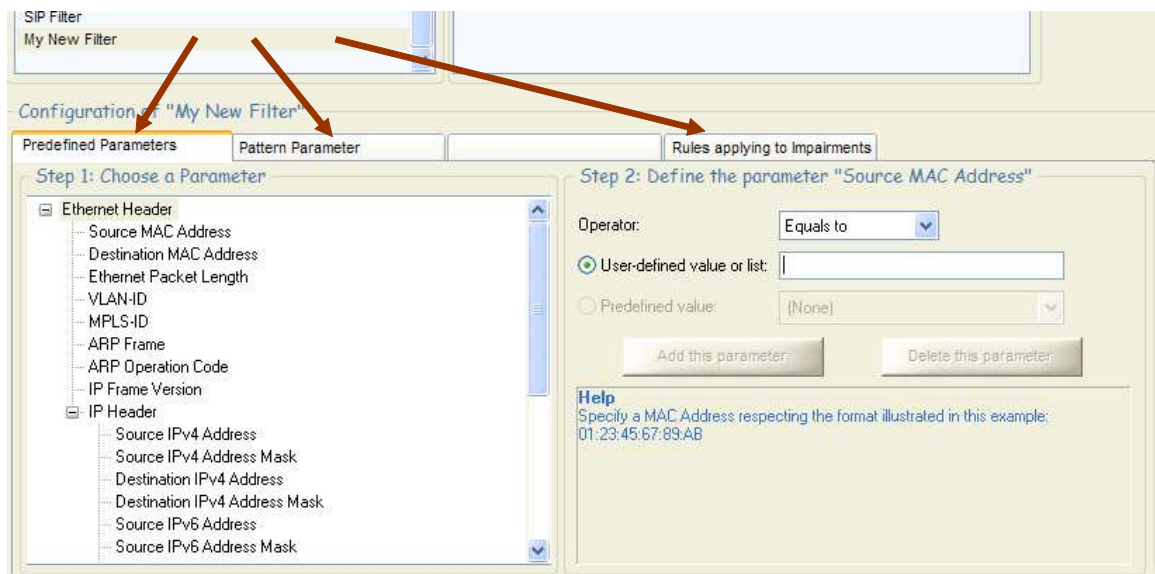 SIP Filter
My New Filter
Configuration of "My New Filter"
Predefined Parameters
Pattern Parameter
Rules applying to Impairments
Step 1: Choose a Parameter
Ethernet Header
Source MAC Address
Destination MAC Address
Ethernet Packet Length
VLAN-ID
MPLS-ID
ARP Frame
ARP Operation Code
IP Frame Version
IP Header
Source IPv4 Address
Source IPv4 Address Mask
Destination IPv4 Address
Destination IPv4 Address Mask
Source IPv6 Address
Source IPv6 Address Mask
Step 2: Define the parameter "Source MAC Address"
Operator:
Equals to
User-defined value or list:
Predefined value:
(None)
Add this parameter
Delete this parameter
Help
Specify a MAC Address respecting the format illustrated in this example:
01:23:45:67:89:AB